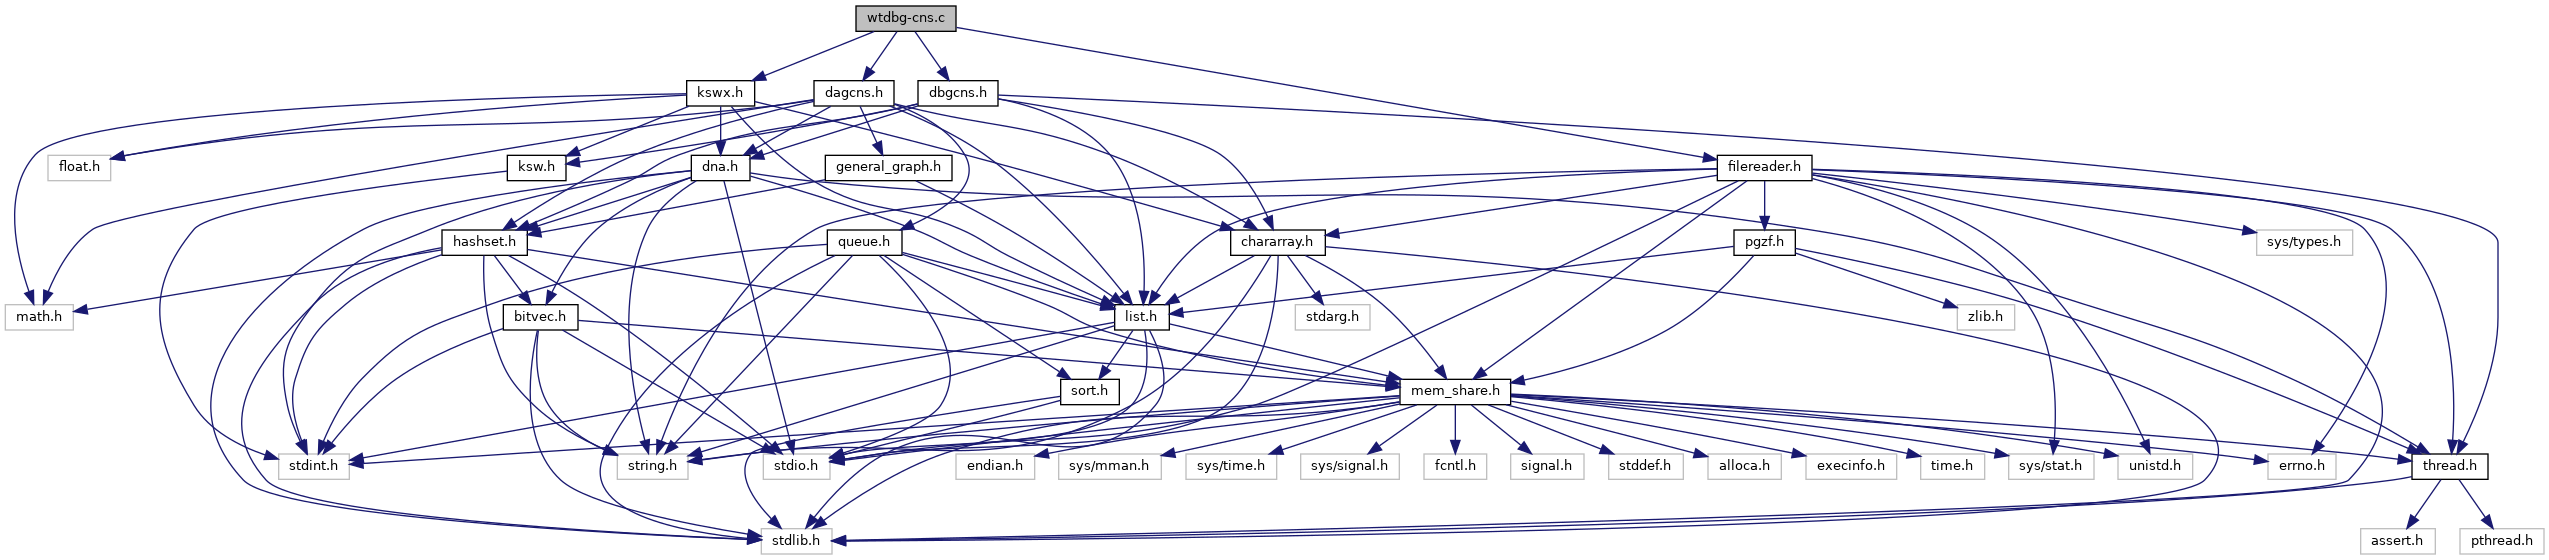 wtdbg-cns.c
kswx.h
dagcns.h
dbgcns.h
float.h
ksw.h
dna.h
general_graph.h
filereader.h
hashset.h
queue.h
chararray.h
pgzf.h
sys/types.h
math.h
bitvec.h
list.h
stdarg.h
zlib.h
sort.h
mem_share.h
stdint.h
string.h
stdio.h
endian.h
sys/mman.h
sys/time.h
sys/signal.h
fcntl.h
signal.h
stddef.h
alloca.h
execinfo.h
time.h
sys/stat.h
unistd.h
errno.h
thread.h
stdlib.h
assert.h
pthread.h